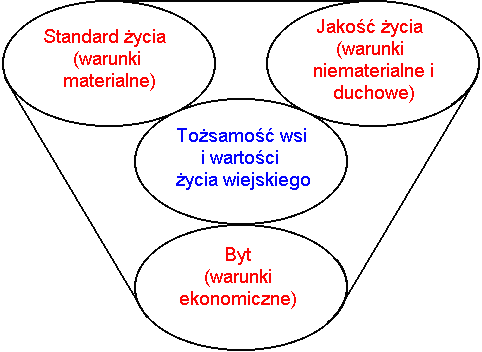 Standard życia
(warunki
materialne)
Jakość życia
(warunki
niematerialne i
duchowe)
Tożsamość wsi
i wartości
życia wiejskiego
Byt
(warunki
ekonomiczne)